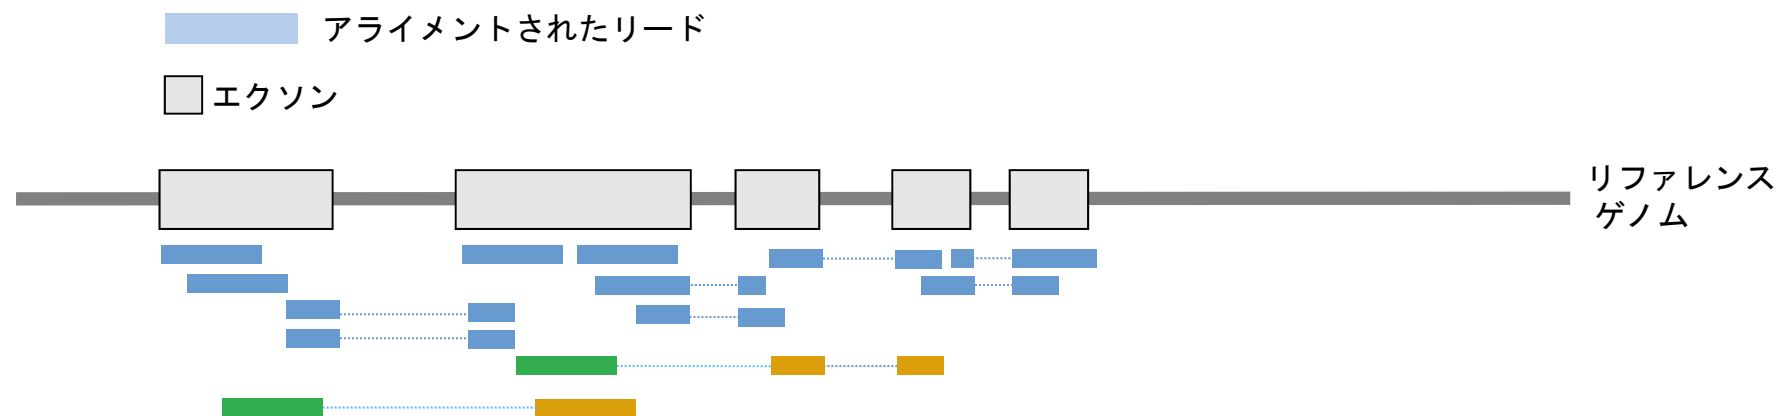 アライメントされたリード
エクソン
リファレンス
ゲノム